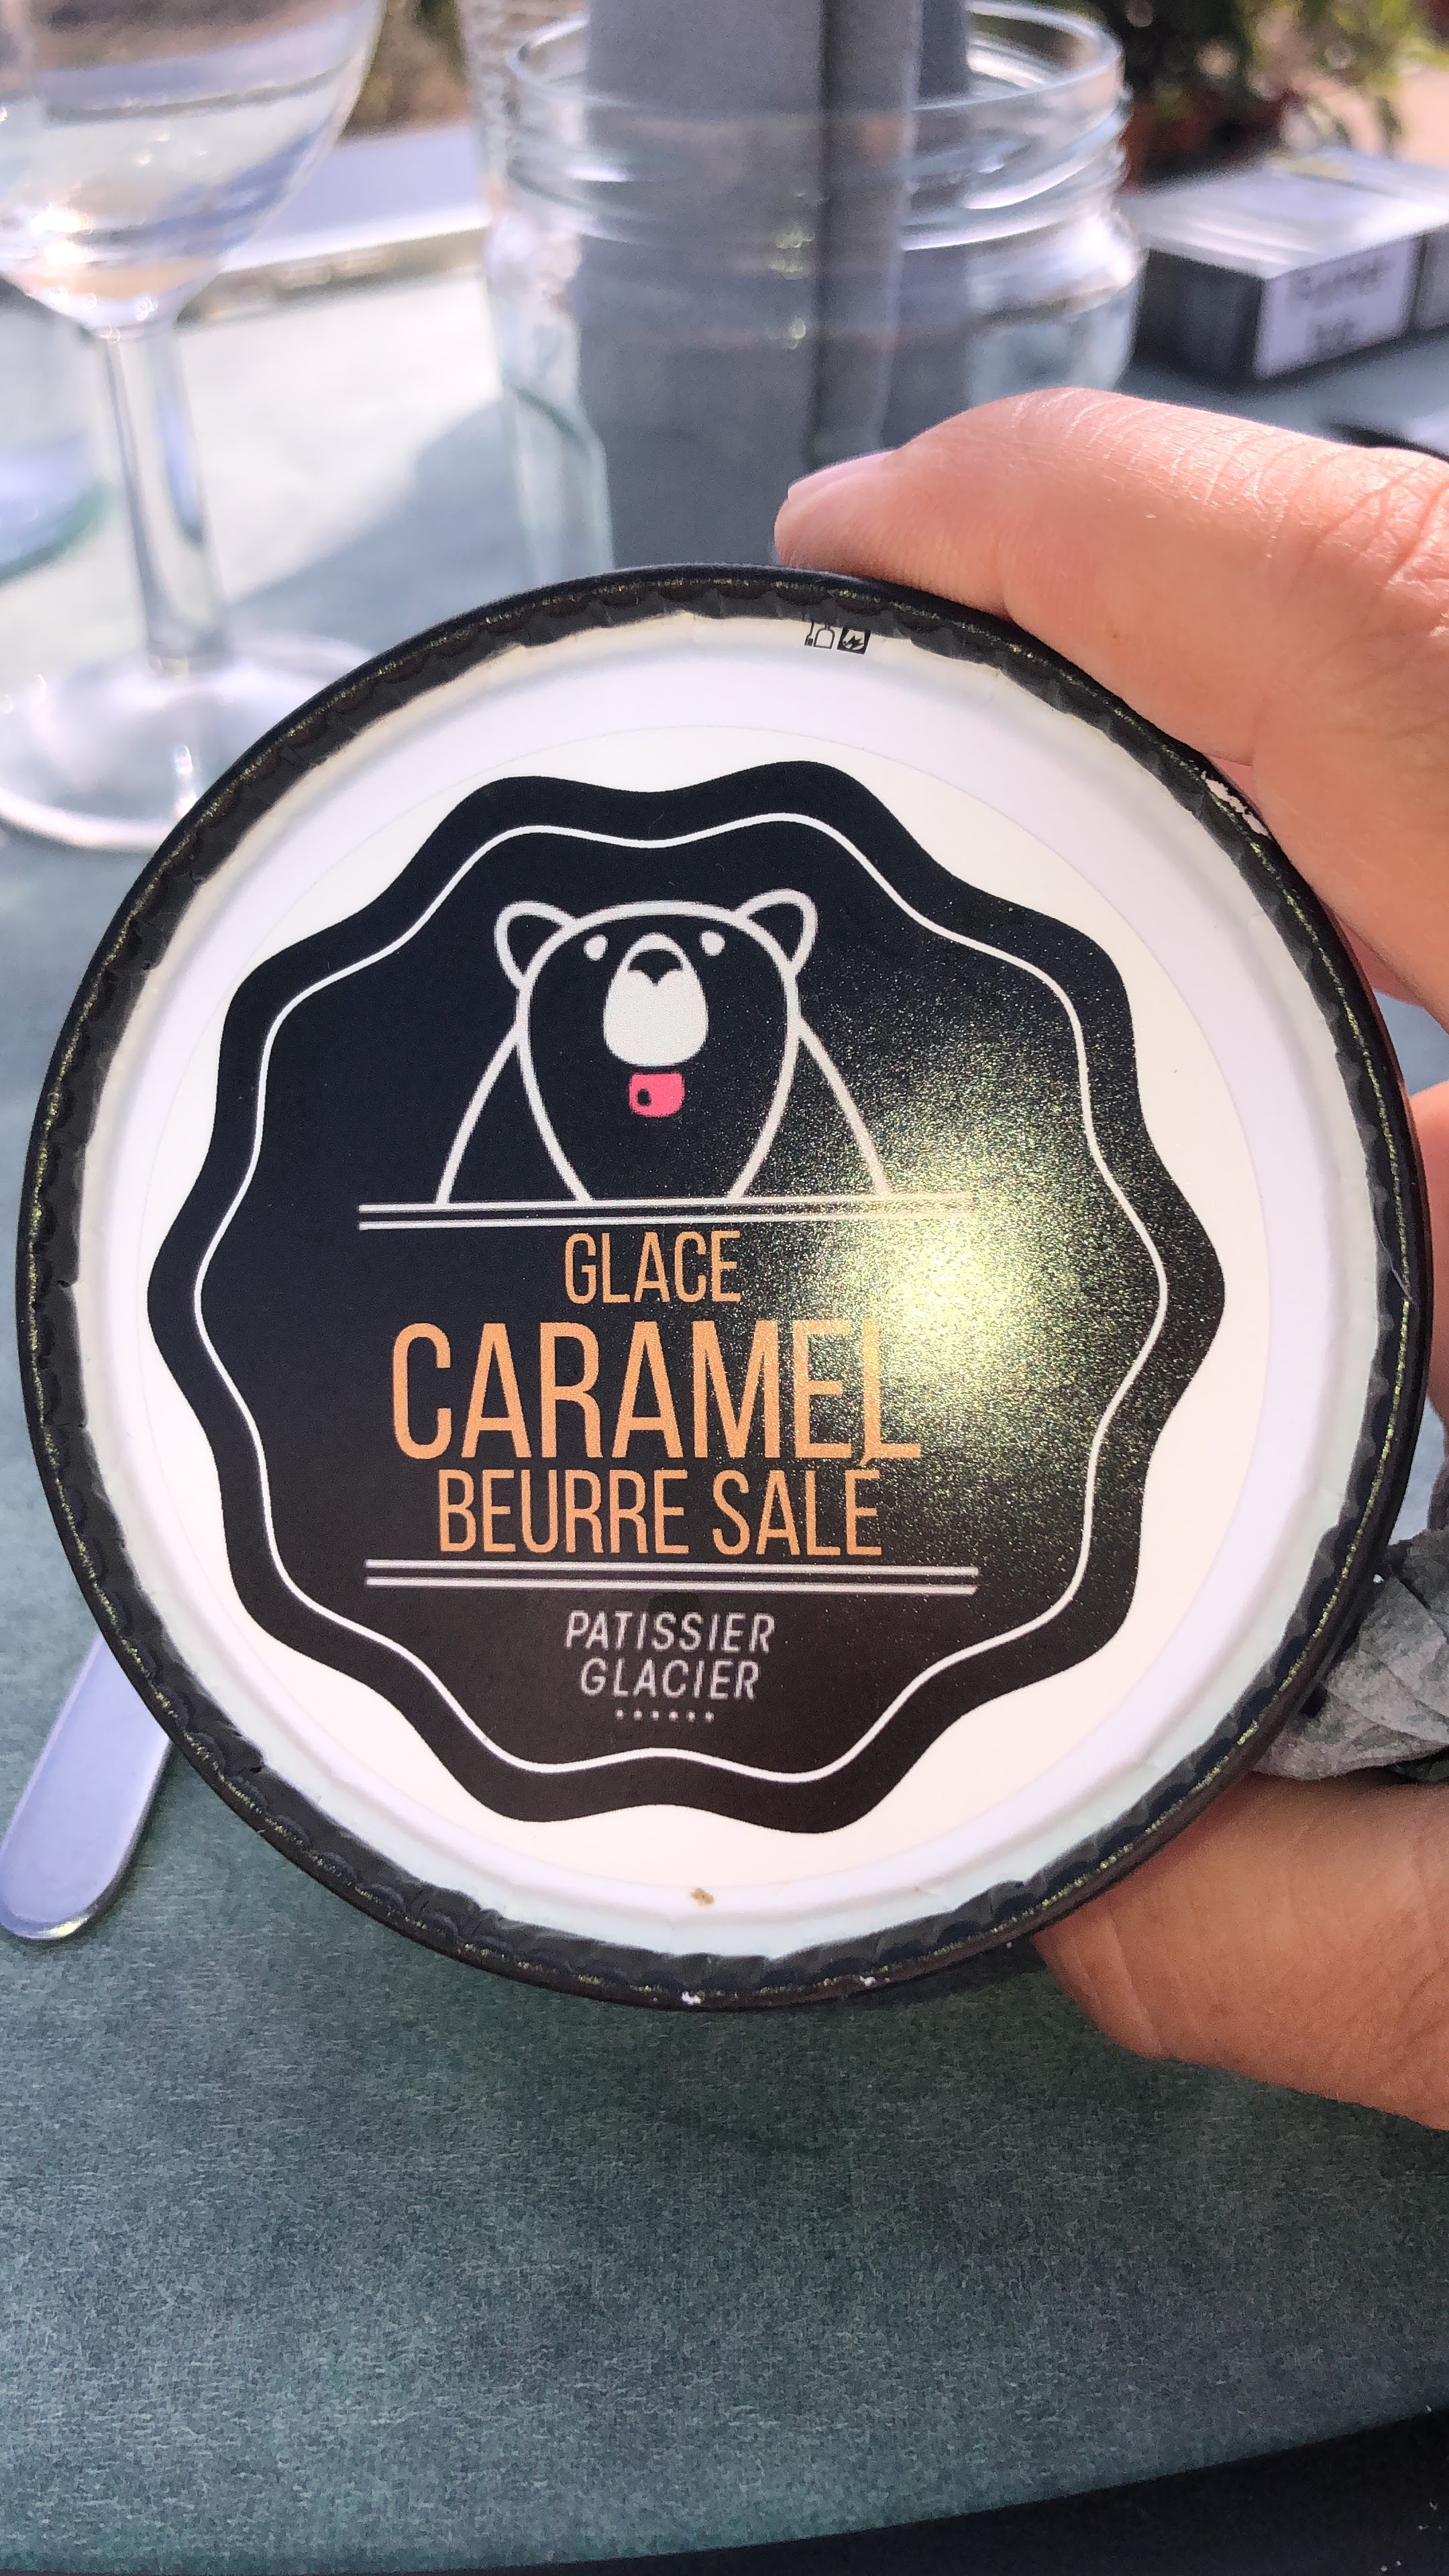 GLACE
CARAMEL
BEURRE SALÉ
PATISSIER
GLACIER